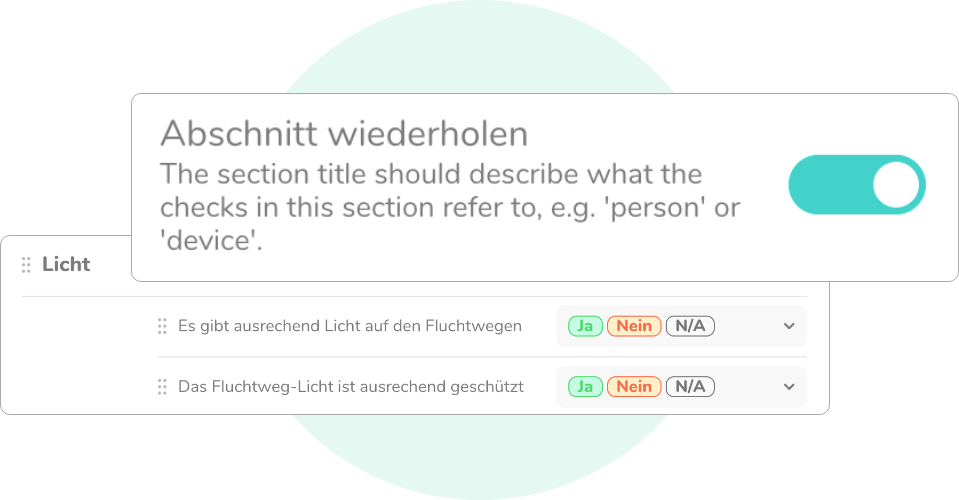 Abschnitt wiederholen
The section title should describe what the
checks in this section refer to, e.g. 'person' or
'device'.
Licht
Es gibt ausrechend Licht auf den Fluchtwegen Ja Nein N/A
Das Fluchtweg-Licht ist ausrechend geschützt Ja Nein N/A